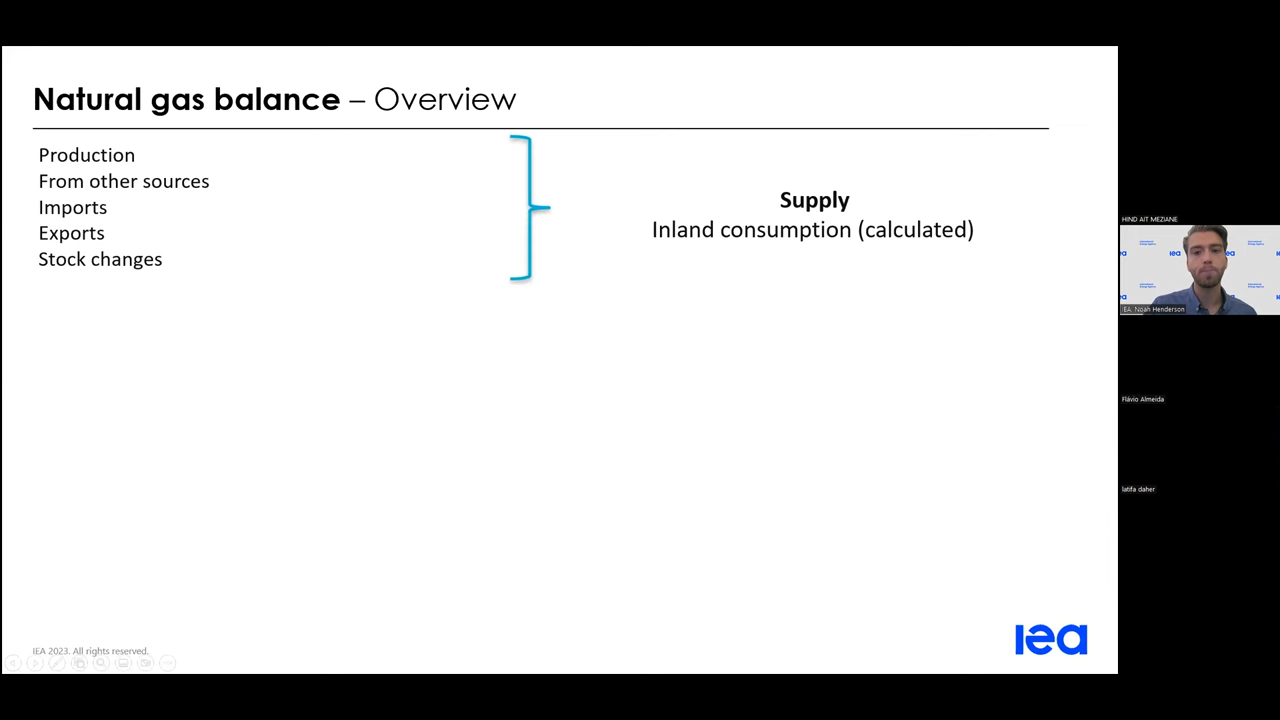 Natural gas balance – Overview
Production
From other sources
Imports
Exports
Stock changes
Supply
Inland consumption (calculated)
IEA 2023. All rights reserved.
iea
HIND AIT MEZIANE
iea
IEA. Noah Henderson
Flávio Almeida
latifa daher